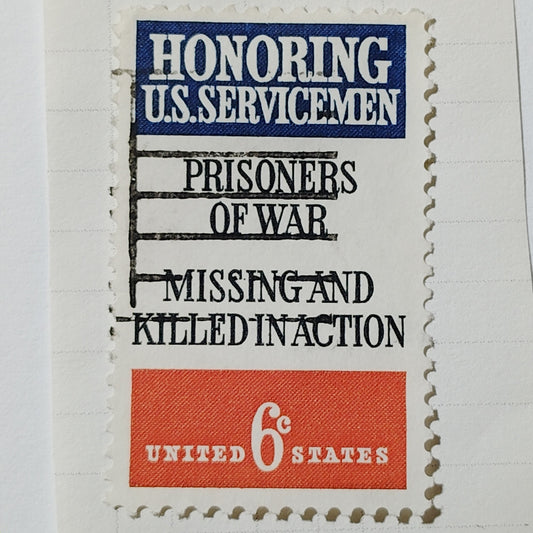 HONORING
U.S. SERVICEMEN
PRISONERS
OF WAR
MISSING AND
KILLED IN ACTION
6c
UNITED STATES